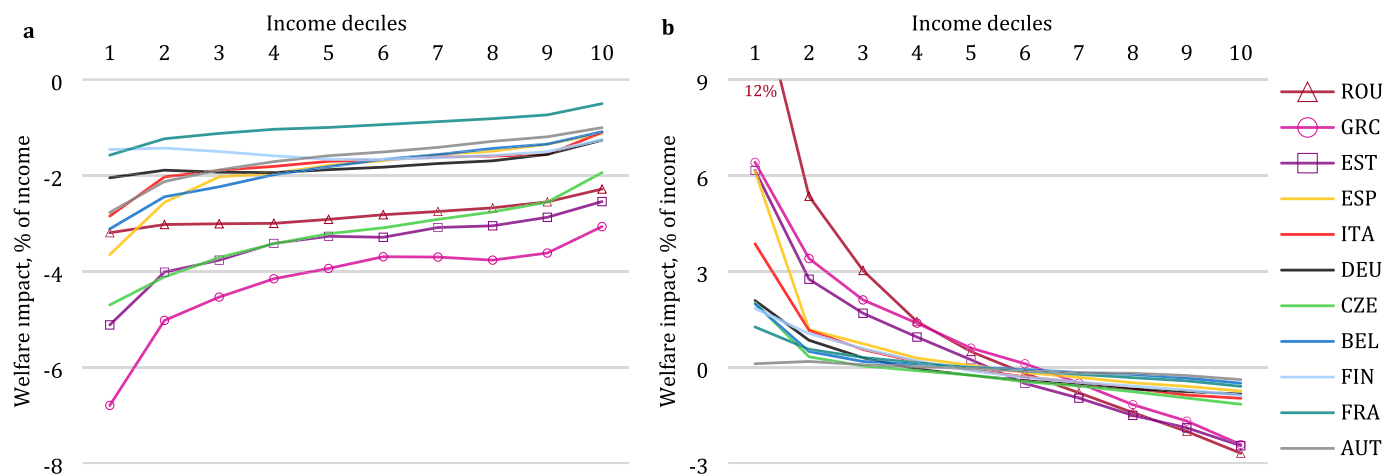 a
Income deciles
1 2 3 4 5 6 7 8 9 10
0
-2
-4
-6
-8
Welfare impact, % of income
b
Income deciles
1 2 3 4 5 6 7 8 9 10
9
12%
6
3
0
-3
Welfare impact, % of income
ROU
GRC
EST
ESP
ITA
DEU
CZE
BEL
FIN
FRA
AUT